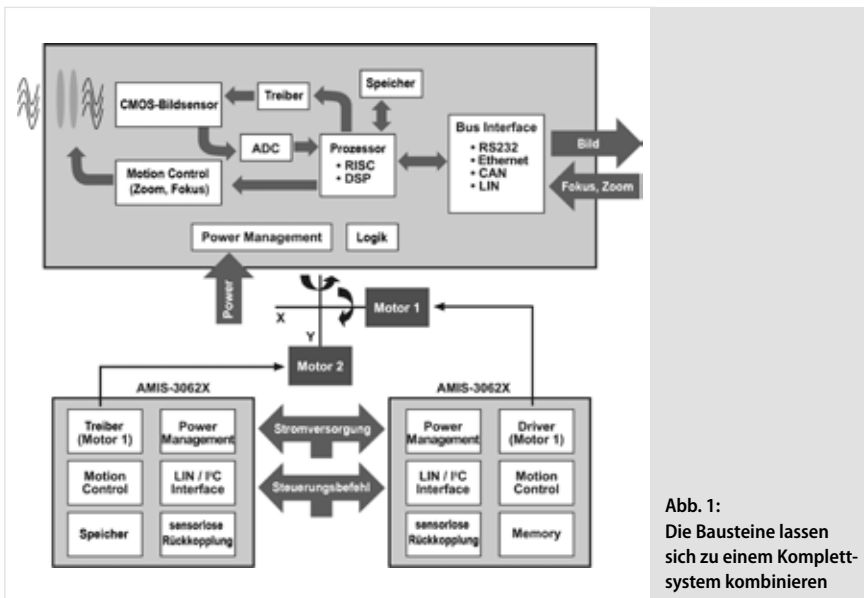 CMOS-Bildsensor
Treiber
Speicher
ADC
Prozessor
• RISC
• DSP
Bus Interface
• RS232
• Ethernet
• CAN
• LIN
Bild
Fokus, Zoom
Motion Control
(Zoom, Fokus)
Power Management
Logik
Power
X
Y
Motor 1
Motor 2
AMIS-3062X
Treiber
(Motor 1)
Power
Management
Motion
Control
LIN / I²C
Interface
Speicher
sensorlose
Rückkopplung
Stromversorgung
Steuerungsbefehl
AMIS-3062X
Power
Management
Driver
(Motor 1)
LIN / I²C
Interface
Motion
Control
sensorlose
Rückkopplung
Memory
Abb. 1:
Die Bausteine lassen
sich zu einem Komplett-
system kombinieren